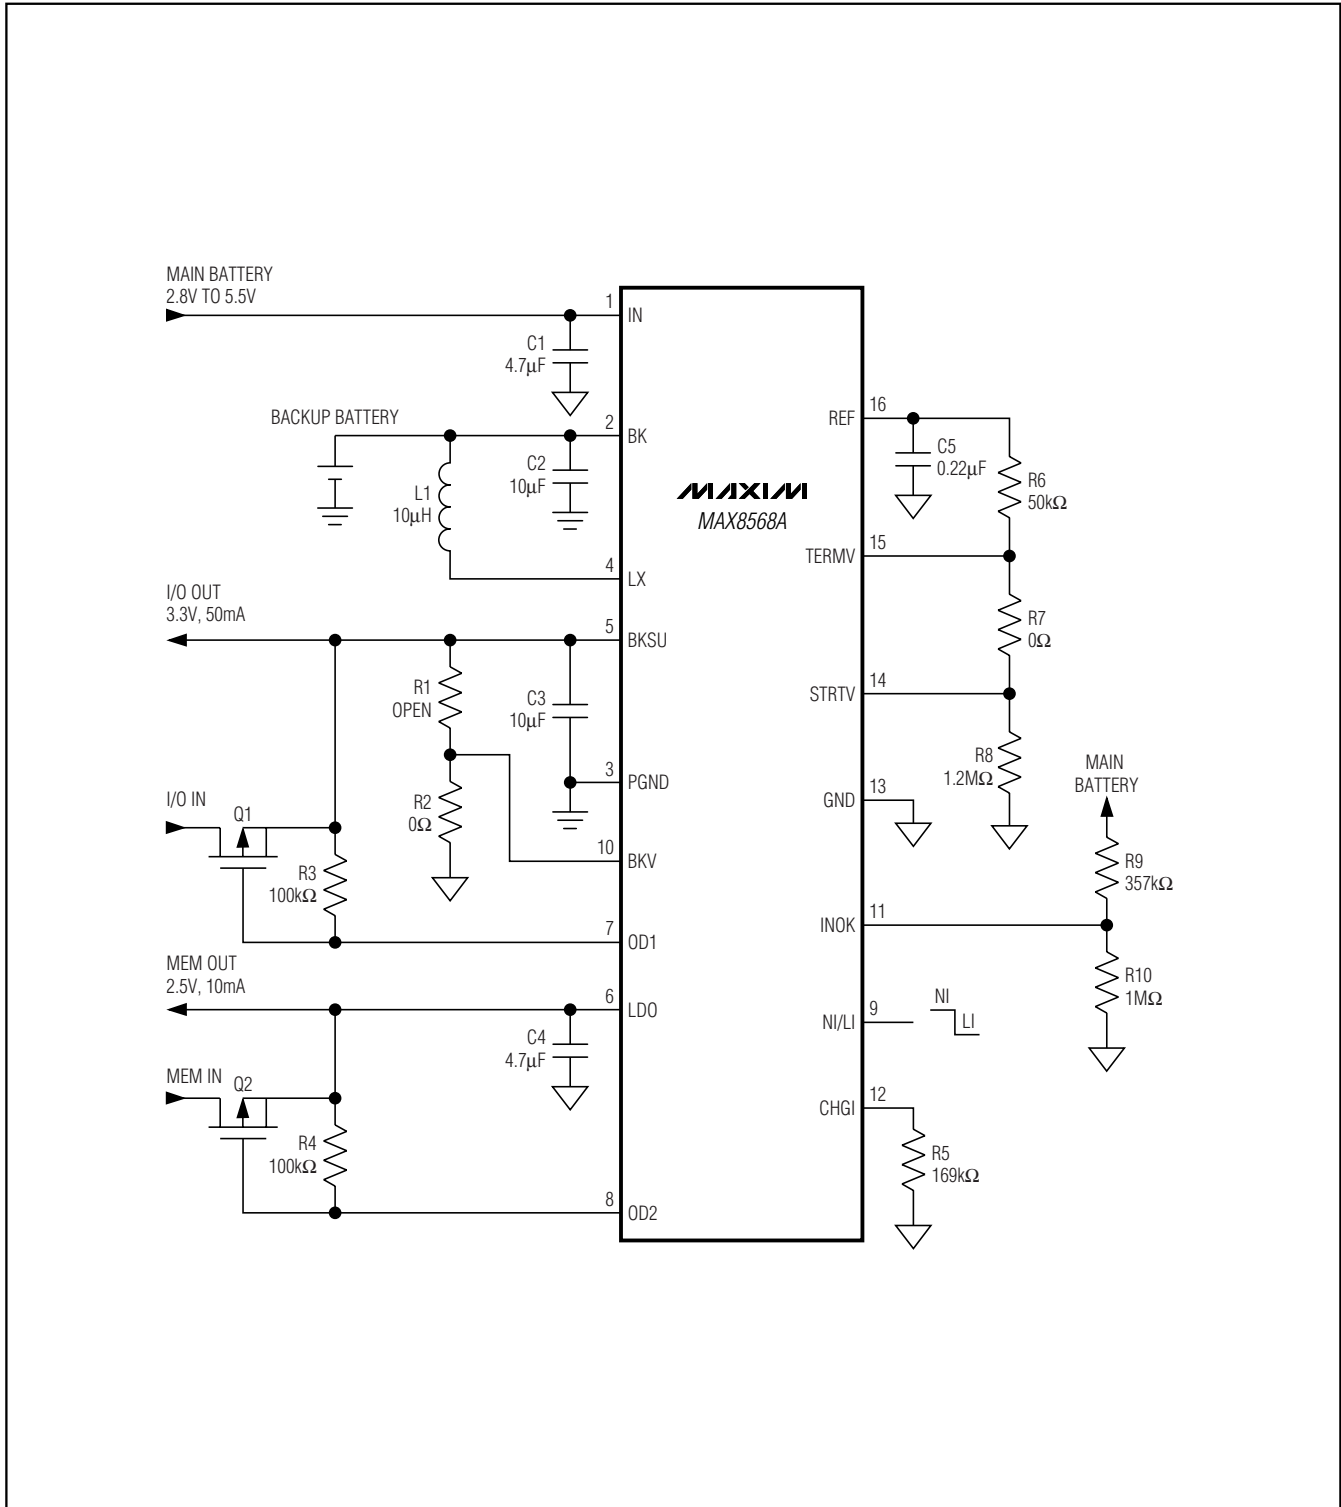 MAIN BATTERY
2.8V TO 5.5V
1
IN
C1
4.7µF
BACKUP BATTERY
2
BK
C2
10µF
L1
10µH
4
LX
I/O OUT
3.3V, 50mA
5
BKSU
R1
OPEN
C3
10µF
3
PGND
R2
0Ω
10
BKV
I/O IN
Q1
R3
100kΩ
7
OD1
MEM OUT
2.5V, 10mA
6
LDO
C4
4.7µF
MEM IN
Q2
R4
100kΩ
8
OD2
MAXIM
MAX8568A
REF
16
C5
0.22µF
R6
50kΩ
TERMV
15
R7
0Ω
STRTV
14
R8
1.2MΩ
GND
13
MAIN
BATTERY
R9
357kΩ
INOK
11
R10
1MΩ
NI/LI
9
NI
LI
CHGI
12
R5
169kΩ